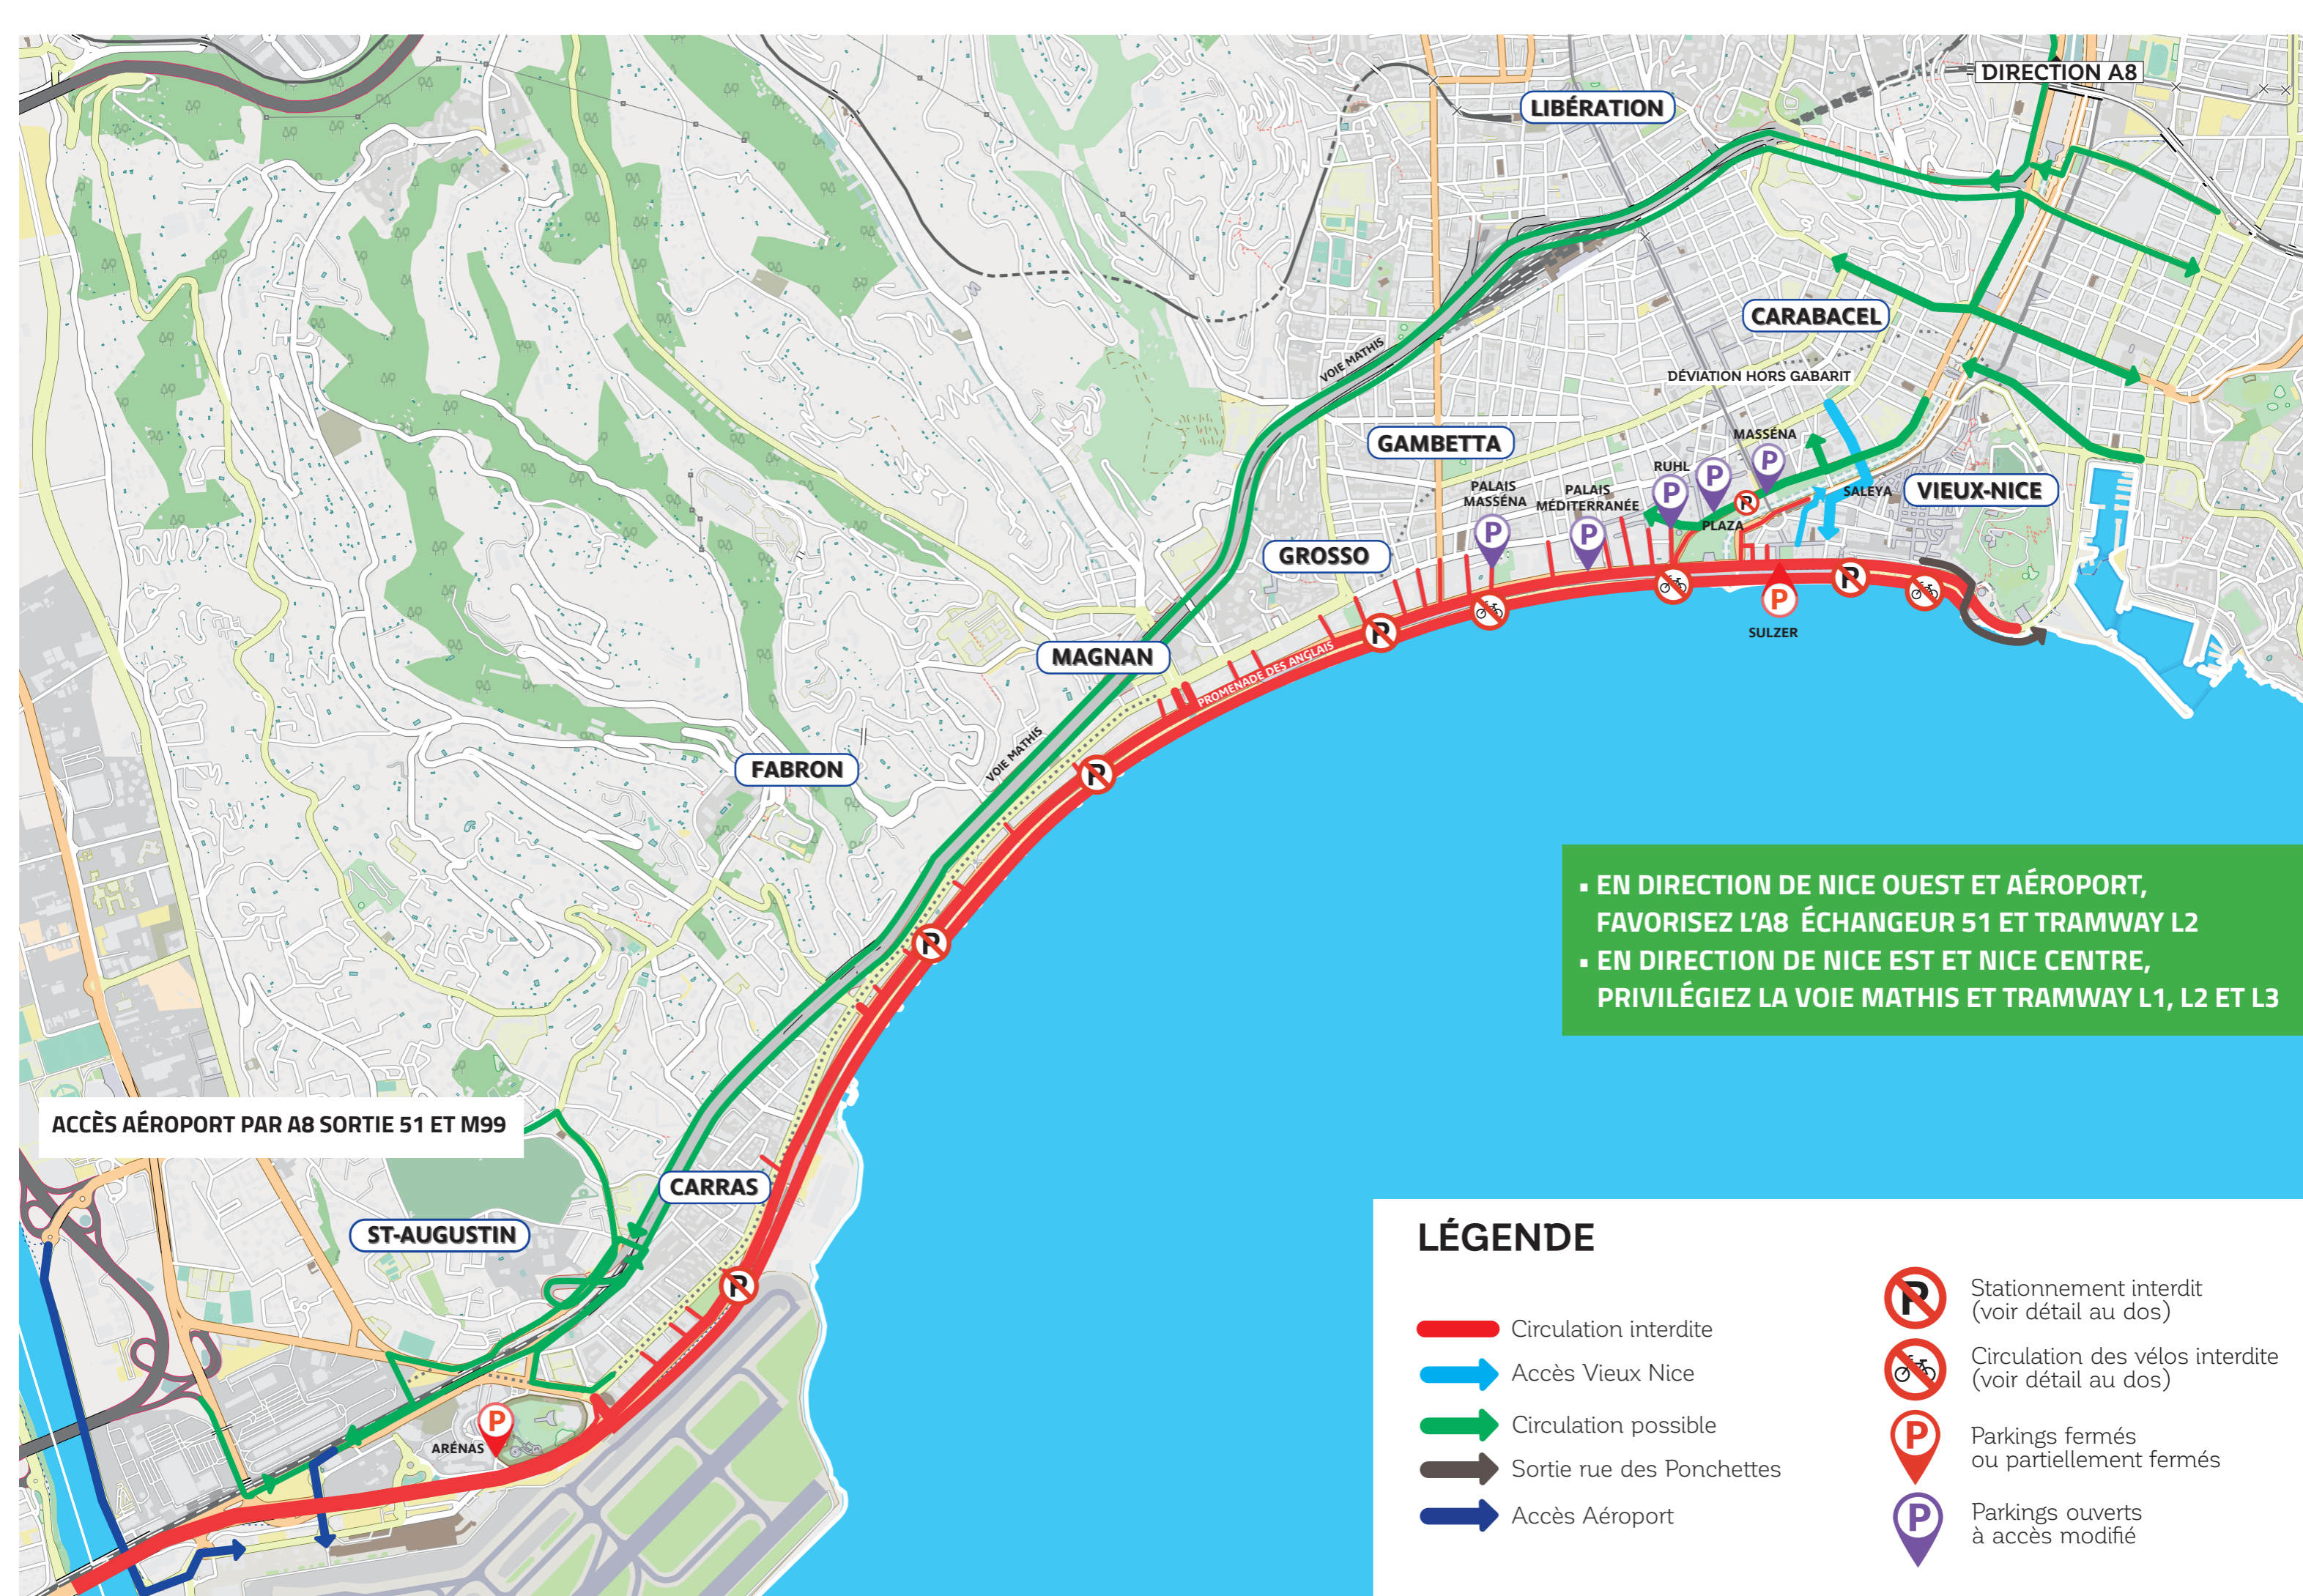 DIRECTION A8
LIBÉRATION
CARABACEL
VOIE MATHIS
DÉVIATION HORS GABARIT
GAMBETTA
MASSÉNA
P
P
RUHL
P
PALAIS
MASSÉNA
P
PALAIS
MÉDITERRANÉE
P
P
PLAZA
SALEYA
VIEUX-NICE
GROSSO
P
SULZER
P
P
MAGNAN
PROMENADE DES ANGLAIS
VOIE MATHIS
FABRON
P
P
▪ EN DIRECTION DE NICE OUEST ET AÉROPORT,
FAVORISEZ L'A8 ÉCHANGEUR 51 ET TRAMWAY L2
▪ EN DIRECTION DE NICE EST ET NICE CENTRE,
PRIVILÉGIEZ LA VOIE MATHIS ET TRAMWAY L1, L2 ET L3
ACCÈS AÉROPORT PAR A8 SORTIE 51 ET M99
CARRAS
ST-AUGUSTIN
P
P
ARÉNAS
LÉGENDE
Circulation interdite
Accès Vieux Nice
Circulation possible
Sortie rue des Ponchettes
Accès Aéroport
P
Stationnement interdit
(voir détail au dos)
Circulation des vélos interdite
(voir détail au dos)
P
Parkings fermés
ou partiellement fermés
P
Parkings ouverts
à accès modifié